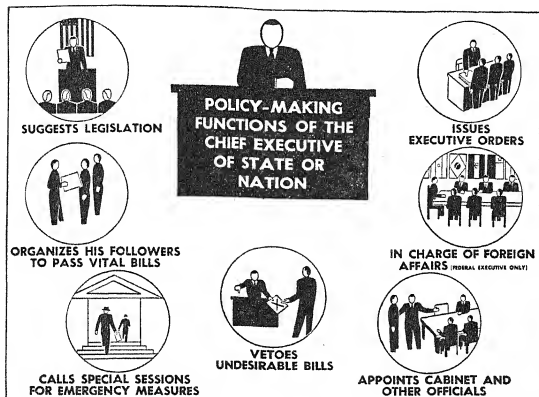 POLICY-MAKING
FUNCTIONS OF THE
CHIEF EXECUTIVE
OF STATE OR
NATION
SUGGESTS LEGISLATION
ISSUES
EXECUTIVE ORDERS
ORGANIZES HIS FOLLOWERS
TO PASS VITAL BILLS
IN CHARGE OF FOREIGN
AFFAIRS (FEDERAL EXECUTIVE ONLY)
CALLS SPECIAL SESSIONS
FOR EMERGENCY MEASURES
VETOES
UNDESIRABLE BILLS
APPOINTS CABINET AND
OTHER OFFICIALS